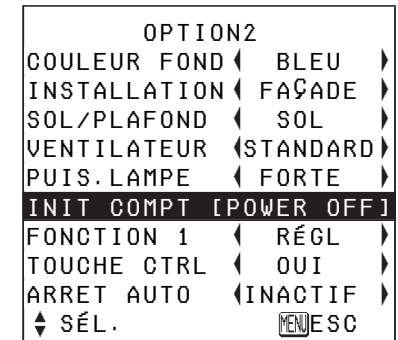 OPTION2
COULEUR FOND BLEU
INSTALLATION FAÇADE
SOL/PLAFOND SOL
VENTILATEUR STANDARD
PUIS.LAMPE FORTE
INIT COMPT [POWER OFF]
FONCTION 1 RÉGL
TOUCHE CTRL OUI
ARRET AUTO INACTIF
SÉL. MENU ESC